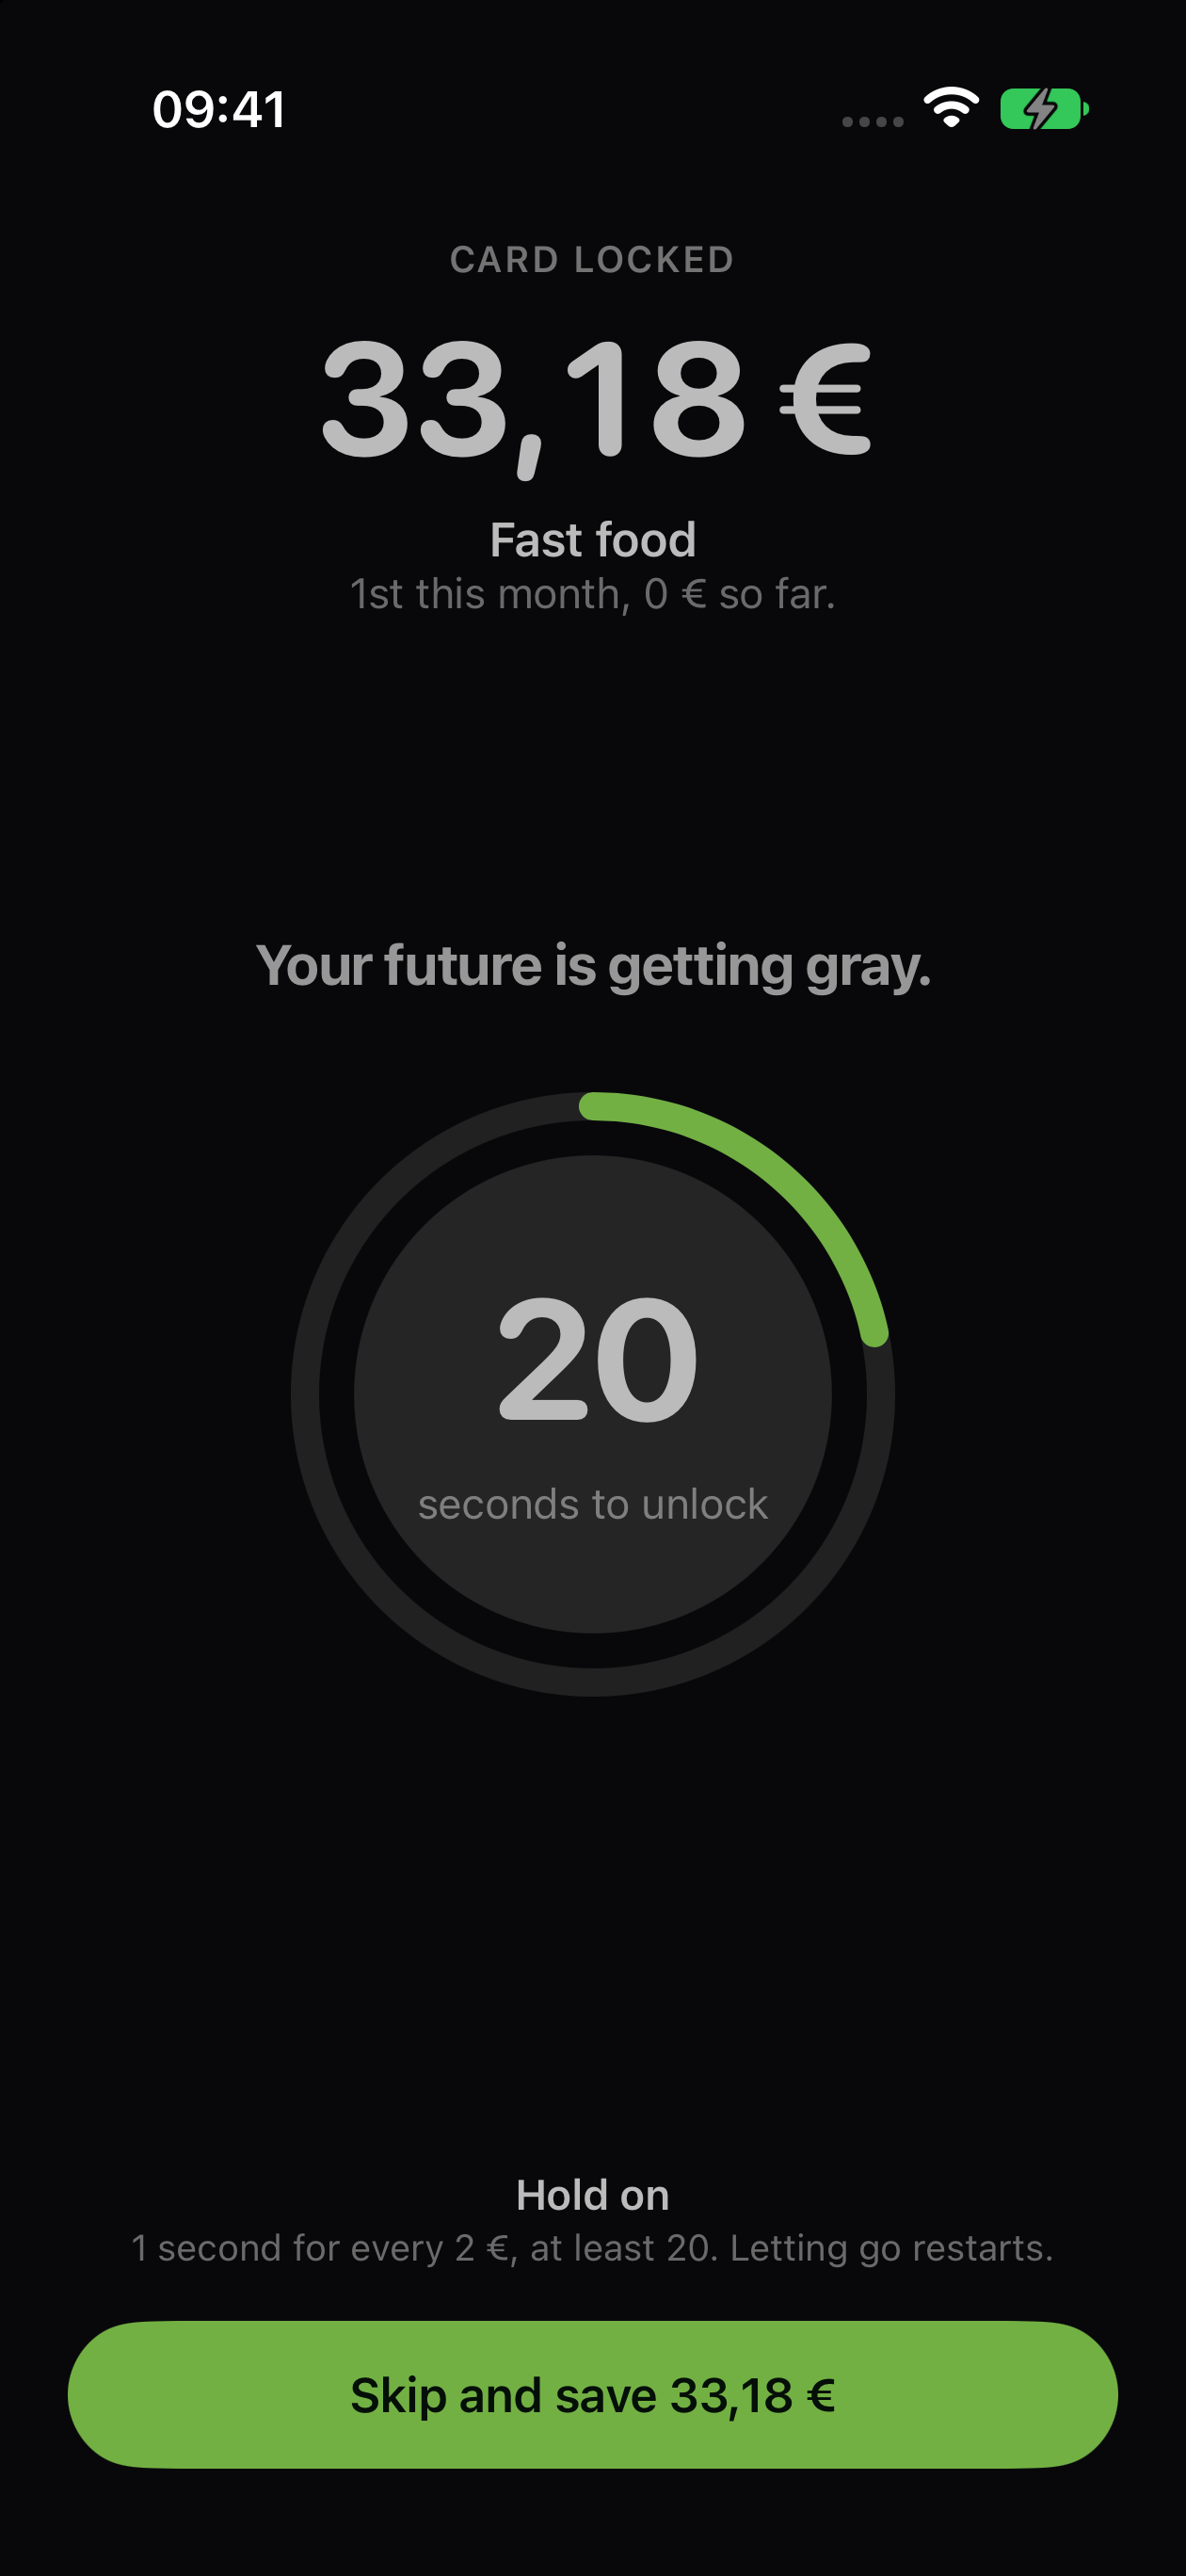 09:41
CARD LOCKED
33,18 €
Fast food
1st this month, 0 € so far.
Your future is getting gray.
20
seconds to unlock
Hold on
1 second for every 2 €, at least 20. Letting go restarts.
Skip and save 33,18 €